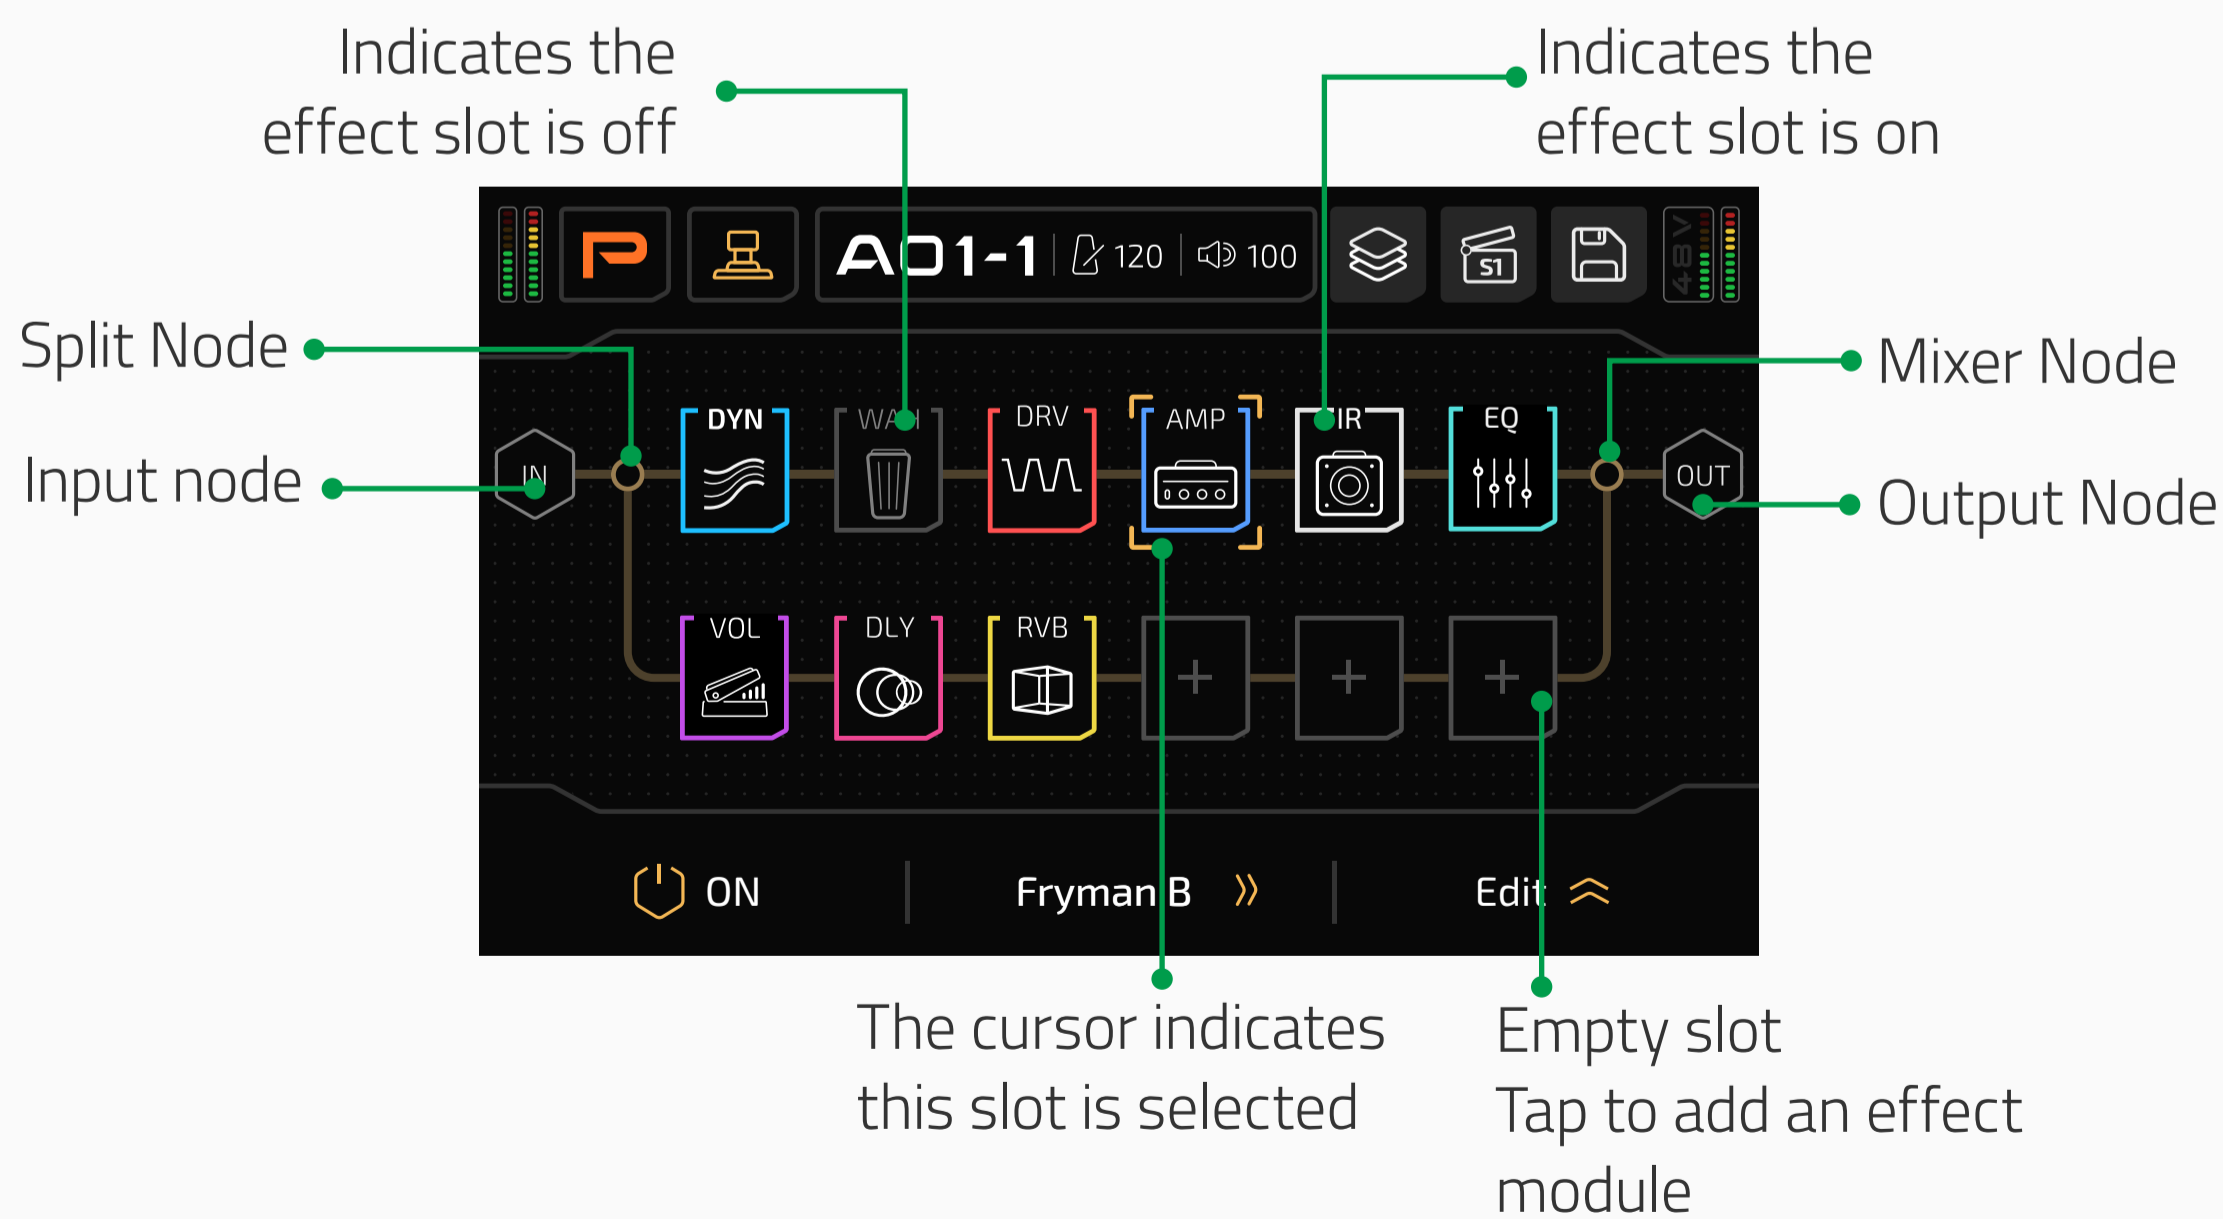 Indicates the
effect slot is off
Indicates the
effect slot is on
A01-1 120 100
S1
48V
Split Node
Mixer Node
Input node
Output Node
IN
DYN WAH DRV AMP IR EQ
OUT
VOL DLY RVB + + +
ON Fryman B Edit
The cursor indicates
this slot is selected
Empty slot
Tap to add an effect
module